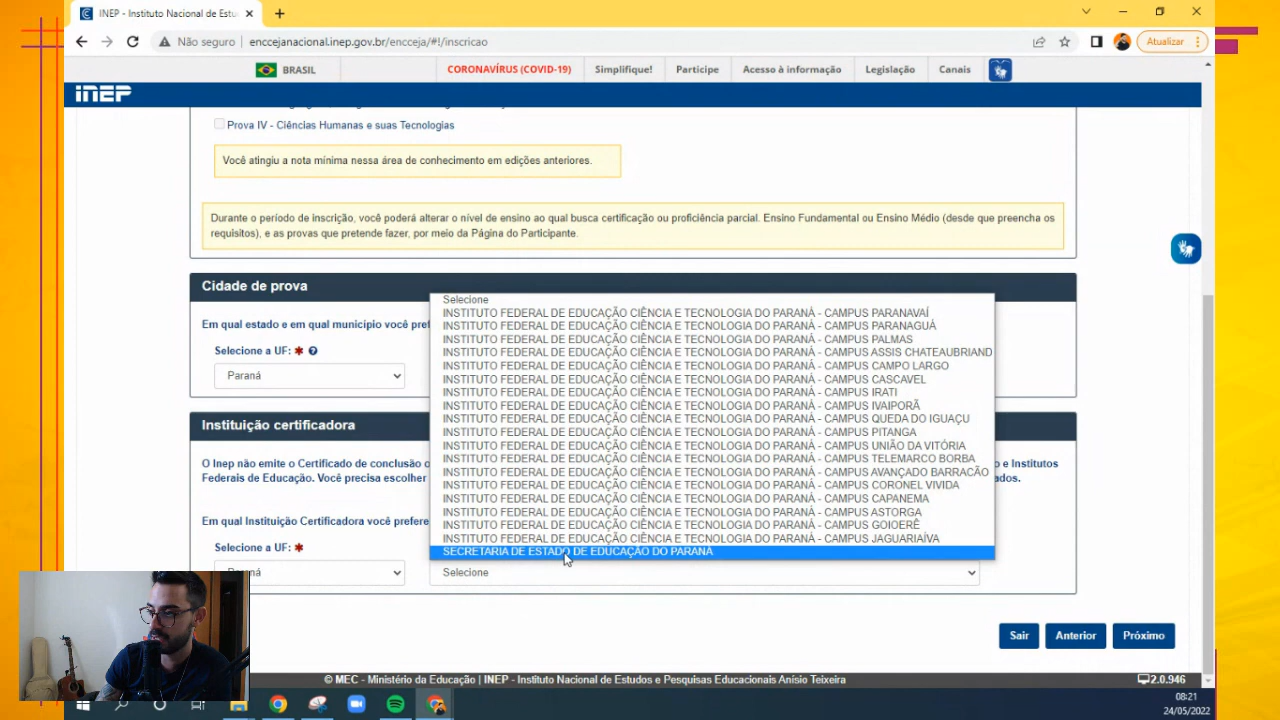 INEP - Instituto Nacional de Estu
Não seguro
enccejanacional.inep.gov.br/encceja/#!/inscricao
Atualizar
BRASIL
CORONAVÍRUS (COVID-19)
Simplifique!
Participe
Acesso à informação
Legislação
Canais
inep
Prova IV - Ciências Humanas e suas Tecnologias
Você atingiu a nota mínima nessa área de conhecimento em edições anteriores.
Durante o período de inscrição, você poderá alterar o nível de ensino ao qual busca certificação ou proficiência parcial. Ensino Fundamental ou Ensino Médio (desde que preencha os
requisitos), e as provas que pretende fazer, por meio da Página do Participante.
Cidade de prova
Em qual estado e em qual município você
Selecione a UF: *
Paraná
Selecione
INSTITUTO FEDERAL DE EDUCAÇÃO CIÊNCIA E TECNOLOGIA DO PARANÁ - CAMPUS PARANAVAÍ
INSTITUTO FEDERAL DE EDUCAÇÃO CIÊNCIA E TECNOLOGIA DO PARANÁ - CAMPUS PARANAGUÁ
INSTITUTO FEDERAL DE EDUCAÇÃO CIÊNCIA E TECNOLOGIA DO PARANÁ - CAMPUS PALMAS
INSTITUTO FEDERAL DE EDUCAÇÃO CIÊNCIA E TECNOLOGIA DO PARANÁ - CAMPUS ASSIS CHATEAUBRIAND
INSTITUTO FEDERAL DE EDUCAÇÃO CIÊNCIA E TECNOLOGIA DO PARANÁ - CAMPUS CAMPO LARGO
INSTITUTO FEDERAL DE EDUCAÇÃO CIÊNCIA E TECNOLOGIA DO PARANÁ - CAMPUS CASCAVEL
INSTITUTO FEDERAL DE EDUCAÇÃO CIÊNCIA E TECNOLOGIA DO PARANÁ - CAMPUS IRATI
INSTITUTO FEDERAL DE EDUCAÇÃO CIÊNCIA E TECNOLOGIA DO PARANÁ - CAMPUS IVAIPORÃ
INSTITUTO FEDERAL DE EDUCAÇÃO CIÊNCIA E TECNOLOGIA DO PARANÁ - CAMPUS QUEDA DO IGUAÇU
INSTITUTO FEDERAL DE EDUCAÇÃO CIÊNCIA E TECNOLOGIA DO PARANÁ - CAMPUS PITANGA
INSTITUTO FEDERAL DE EDUCAÇÃO CIÊNCIA E TECNOLOGIA DO PARANÁ - CAMPUS UNIÃO DA VITÓRIA
INSTITUTO FEDERAL DE EDUCAÇÃO CIÊNCIA E TECNOLOGIA DO PARANÁ - CAMPUS TELEMARCO BORBA
INSTITUTO FEDERAL DE EDUCAÇÃO CIÊNCIA E TECNOLOGIA DO PARANÁ - CAMPUS AVANÇADO BARRACÃO
INSTITUTO FEDERAL DE EDUCAÇÃO CIÊNCIA E TECNOLOGIA DO PARANÁ - CAMPUS CORONEL VIVIDA
INSTITUTO FEDERAL DE EDUCAÇÃO CIÊNCIA E TECNOLOGIA DO PARANÁ - CAMPUS CAPANEMA
INSTITUTO FEDERAL DE EDUCAÇÃO CIÊNCIA E TECNOLOGIA DO PARANÁ - CAMPUS ASTORGA
INSTITUTO FEDERAL DE EDUCAÇÃO CIÊNCIA E TECNOLOGIA DO PARANÁ - CAMPUS GOIOERÊ
INSTITUTO FEDERAL DE EDUCAÇÃO CIÊNCIA E TECNOLOGIA DO PARANÁ - CAMPUS JAGUARIAÍVA
SECRETARIA DE ESTADO DE EDUCAÇÃO DO PARANÁ
Instituição certificadora
O Inep não emite o Certificado de conclusão o e Institutos
Federais de Educação. Você precisa escolher
Em qual Instituição Certificadora você
Selecione a UF: *
Selecione
Sair
Anterior
Próximo
© MEC - Ministério da Educação | INEP - Instituto Nacional de Estudos e Pesquisas Educacionais Anísio Teixeira
2.0.946
08:21
24/05/2022